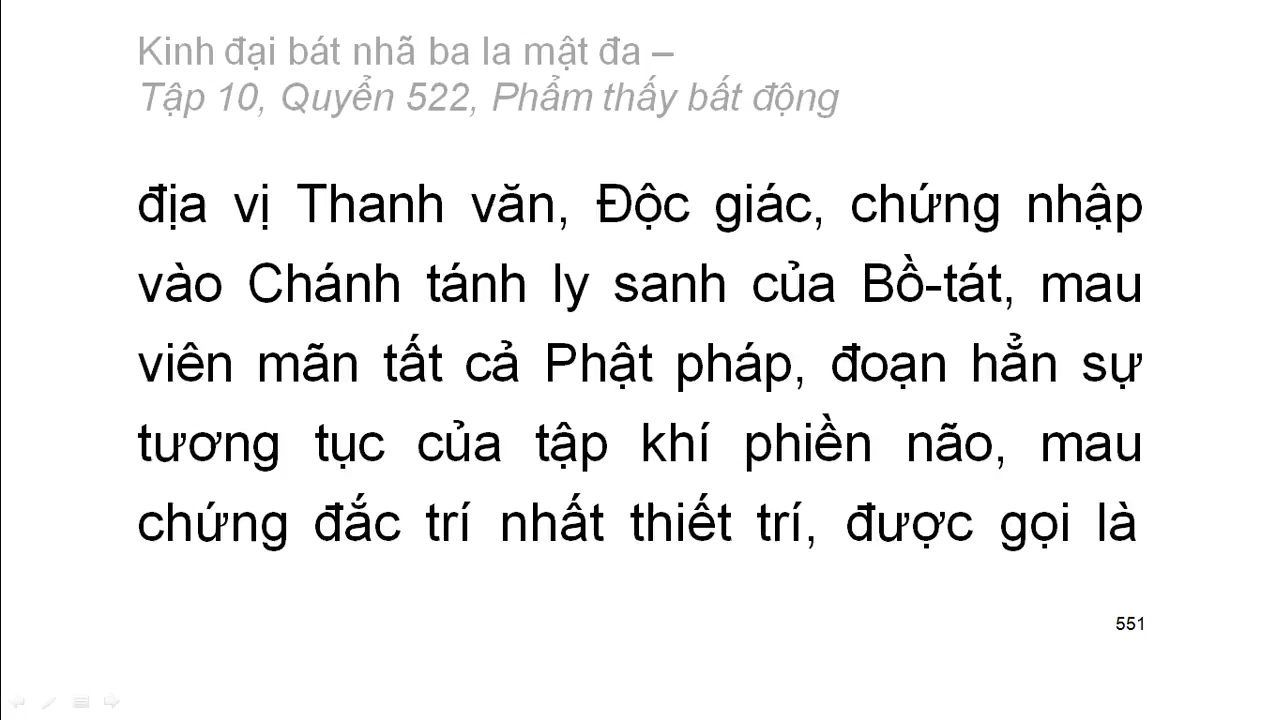 Kinh đại bát nhã ba la mật đa –
Tập 10, Quyển 522, Phẩm thấy bất động
địa vị Thanh văn, Độc giác, chứng nhập
vào Chánh tánh ly sanh của Bồ-tát, mau
viên mãn tất cả Phật pháp, đoạn hẳn sự
tương tục của tập khí phiền não, mau
chứng đắc trí nhất thiết trí, được gọi là
551